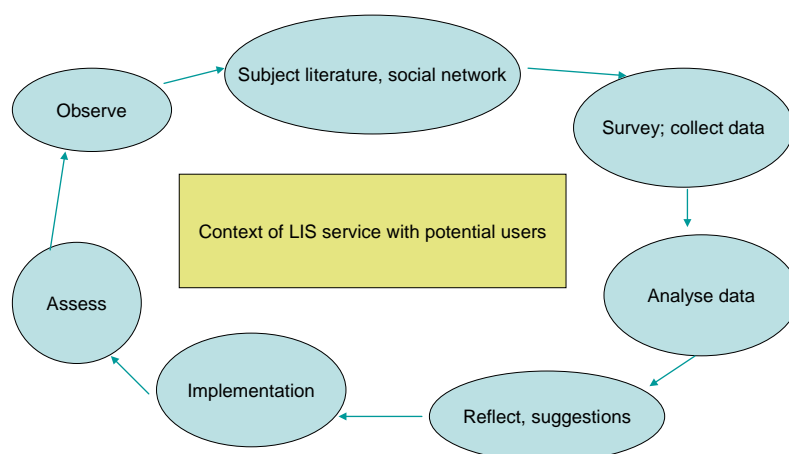 Subject literature, social network
Observe
Survey; collect data
Context of LIS service with potential users
Analyse data
Assess
Implementation
Reflect, suggestions